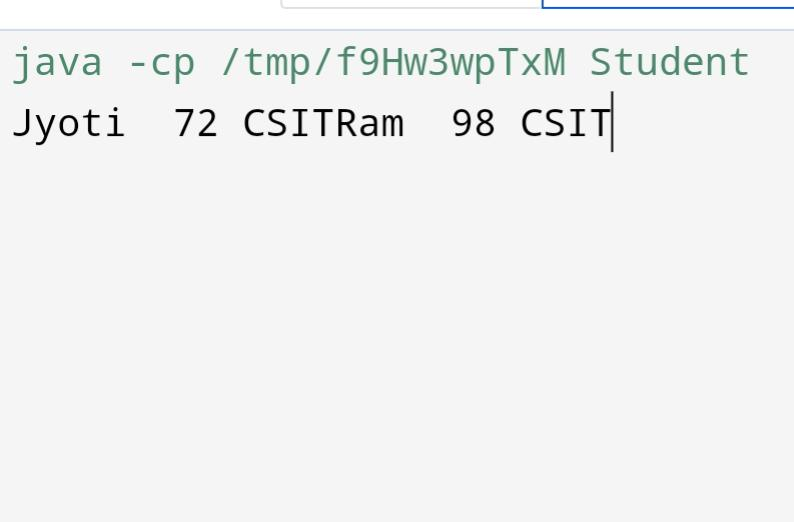 java -cp /tmp/f9Hw3wpTxM Student
Jyoti  72 CSITRam  98 CSIT